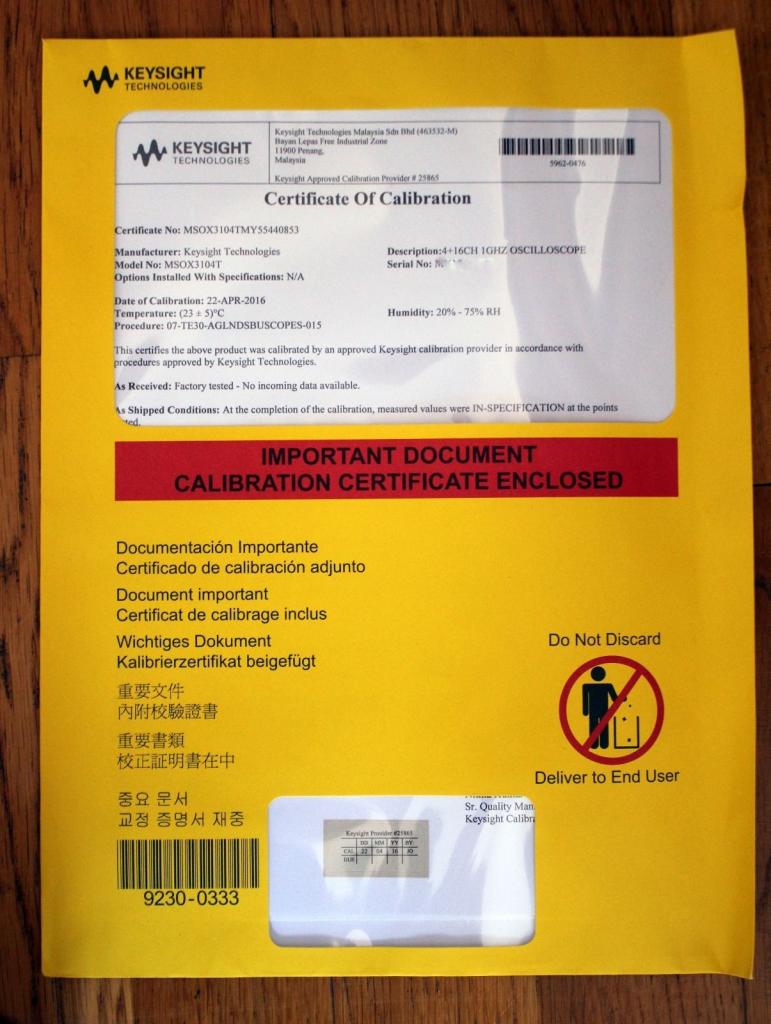 KEYSIGHT
TECHNOLOGIES
KEYSIGHT
TECHNOLOGIES
Keysight Technologies Malaysia Sdn Bhd (463532-M)
Bayan Lepas Free Industrial Zone
11900 Penang,
Malaysia
Keysight Approved Calibration Provider # 25865
5962-0476
Certificate Of Calibration
Certificate No: MSOX3104TMY55440853
Manufacturer: Keysight Technologies
Description:4+16CH 1GHZ OSCILLOSCOPE
Model No: MSOX3104T
Serial No:
Options Installed With Specifications: N/A
Date of Calibration: 22-APR-2016
Temperature: (23 ± 5)°C
Humidity: 20% - 75% RH
Procedure: 07-TE30-AGLNDSBUSCOPES-015
This certifies the above product was calibrated by an approved Keysight calibration provider in accordance with
procedures approved by Keysight Technologies.
As Received: Factory tested - No incoming data available.
As Shipped Conditions: At the completion of the calibration, measured values were IN-SPECIFICATION at the points
IMPORTANT DOCUMENT
CALIBRATION CERTIFICATE ENCLOSED
Documentación Importante
Certificado de calibración adjunto
Document important
Certificat de calibrage inclus
Wichtiges Dokument
Kalibrierzertifikat beigefügt
重要文件
內附校驗證書
重要書類
校正証明書在中
중요 문서
교정 증명서 재중
9230-0333
Do Not Discard
Deliver to End User
Sr. Quality Man
Keysight Calibra
Keysight Provider #25865
DD MM YY BY
CAL 22 04 16 JO
DUE